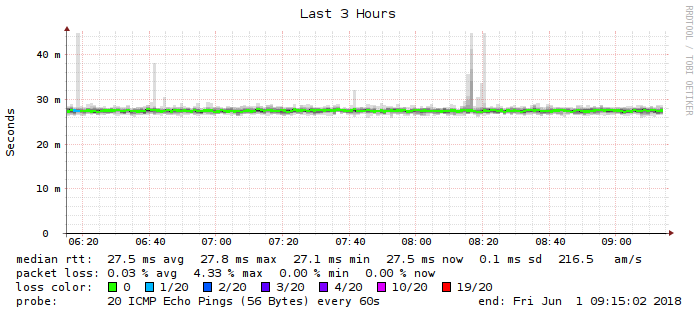 Last 3 Hours
RRDTOOL / TOBI OETIKER
Seconds
40 m
30 m
20 m
10 m
0
06:20 06:40 07:00 07:20 07:40 08:00 08:20 08:40 09:00
median rtt: 27.5 ms avg 27.8 ms max 27.1 ms min 27.5 ms now 0.1 ms sd 216.5 am/s
packet loss: 0.03 % avg 4.33 % max 0.00 % min 0.00 % now
loss color: 0 1/20 2/20 3/20 4/20 10/20 19/20
probe: 20 ICMP Echo Pings (56 Bytes) every 60s end: Fri Jun 1 09:15:02 2018